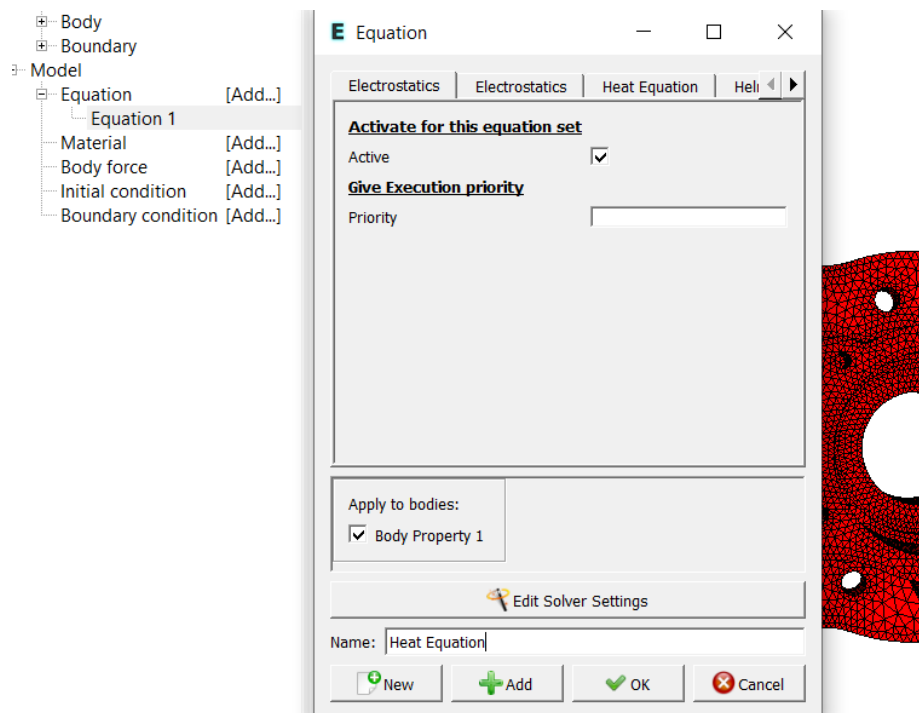 Body
Boundary
Model
Equation [Add...]
Equation 1
Material [Add...]
Body force [Add...]
Initial condition [Add...]
Boundary condition [Add...]
E Equation
Electrostatics Electrostatics Heat Equation Hel
Activate for this equation set
Active
Give Execution priority
Priority
Apply to bodies:
Body Property 1
Edit Solver Settings
Name: Heat Equation
New Add OK Cancel